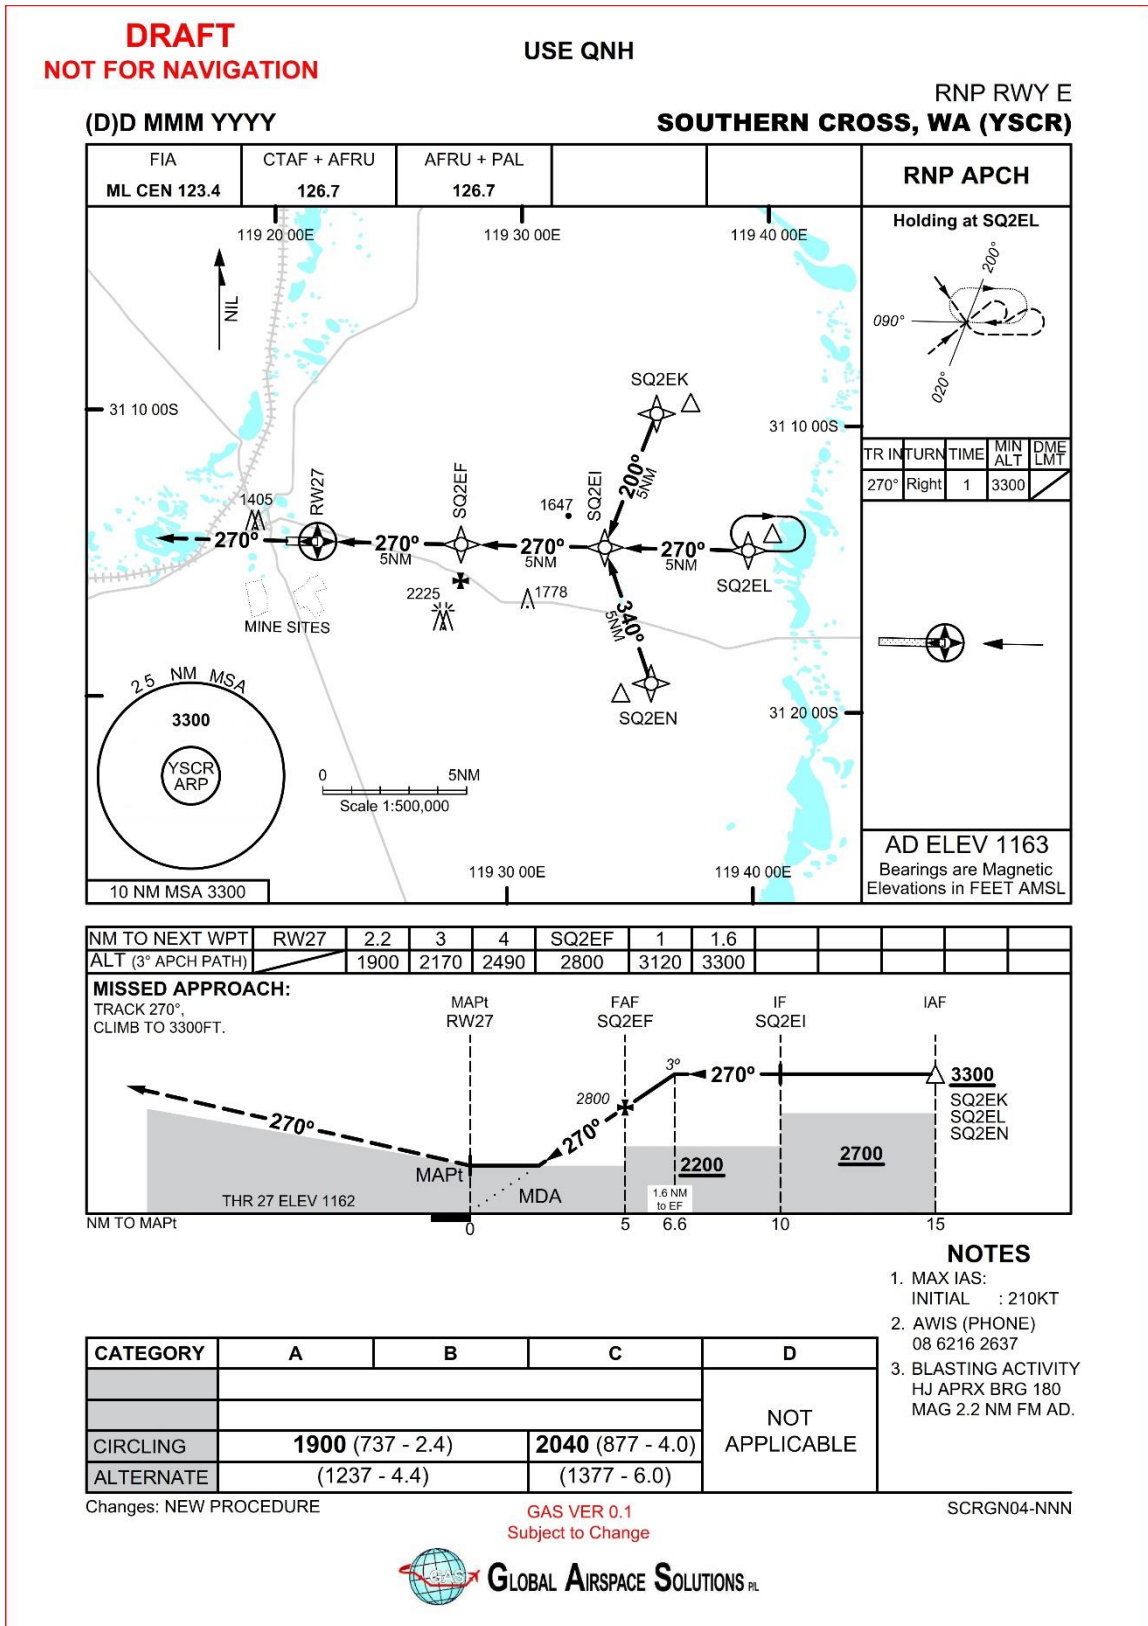 DRAFT
NOT FOR NAVIGATION
USE QNH
RNP RWY E
(D)D MMM YYYY
SOUTHERN CROSS, WA (YSCR)
FIA
ML CEN 123.4
CTAF + AFRU
126.7
AFRU + PAL
126.7
RNP APCH
119 20 00E
119 30 00E
119 40 00E
NIL
31 10 00S
SQ2EK
31 10 00S
200°
5NM
1405
RW27
SQ2EF
1647
SQ2EI
270°
270°
5NM
270°
5NM
270°
5NM
SQ2EL
2225
1778
340°
5NM
MINE SITES
SQ2EN
31 20 00S
25 NM MSA
3300
YSCR
ARP
0 5NM
Scale 1:500,000
10 NM MSA 3300
119 30 00E
119 40 00E
Holding at SQ2EL
200°
090°
020°
TR IN TURN TIME MIN ALT DME LMT
270° Right 1 3300
AD ELEV 1163
Bearings are Magnetic
Elevations in FEET AMSL
NM TO NEXT WPT RW27 2.2 3 4 SQ2EF 1 1.6
ALT (3° APCH PATH) 1900 2170 2490 2800 3120 3300
MISSED APPROACH:
TRACK 270°,
CLIMB TO 3300FT.
MAPt
RW27
FAF
SQ2EF
IF
SQ2EI
IAF
3°
270°
3300
SQ2EK
SQ2EL
SQ2EN
2800
270°
270°
MAPt
MDA
2200
2700
THR 27 ELEV 1162
1.6 NM
to EF
NM TO MAPt 0 5 6.6 10 15
NOTES
1. MAX IAS:
INITIAL : 210KT
2. AWIS (PHONE)
08 6216 2637
3. BLASTING ACTIVITY
HJ APRX BRG 180
MAG 2.2 NM FM AD.
CATEGORY A B C D
NOT
APPLICABLE
CIRCLING 1900 (737 - 2.4) 2040 (877 - 4.0)
ALTERNATE (1237 - 4.4) (1377 - 6.0)
Changes: NEW PROCEDURE
GAS VER 0.1
Subject to Change
SCRGN04-NNN
GAS
GLOBAL AIRSPACE SOLUTIONS P/L